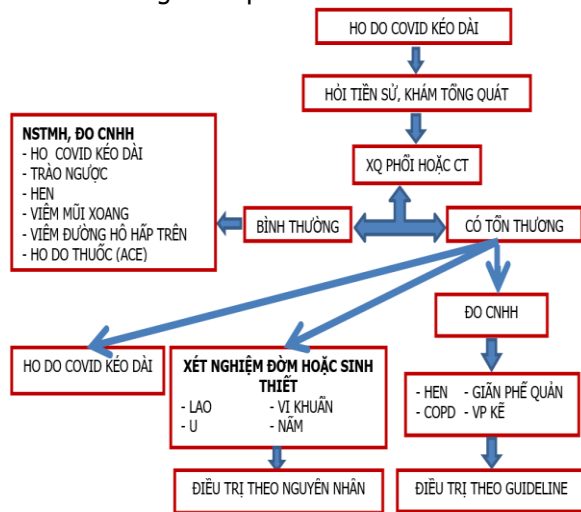 HO DO COVID KÉO DÀI
HỎI TIỀN SỬ, KHÁM TỔNG QUÁT
XQ PHỔI HOẶC CT
NSTMH, ĐO CNHH
- HO COVID KÉO DÀI
- TRÀO NGƯỢC
- HEN
- VIÊM MŨI XOANG
- VIÊM ĐƯỜNG HÔ HẤP TRÊN
- HO DO THUỐC (ACE)
BÌNH THƯỜNG
CÓ TỔN THƯƠNG
HO DO COVID KÉO DÀI
XÉT NGHIỆM ĐỜM HOẶC SINH
THIẾT
- LAO - VI KHUẨN
- U - NẤM
ĐIỀU TRỊ THEO NGUYÊN NHÂN
ĐO CNHH
- HEN - GIÃN PHẾ QUẢN
- COPD - VP KẼ
ĐIỀU TRỊ THEO GUIDELINE